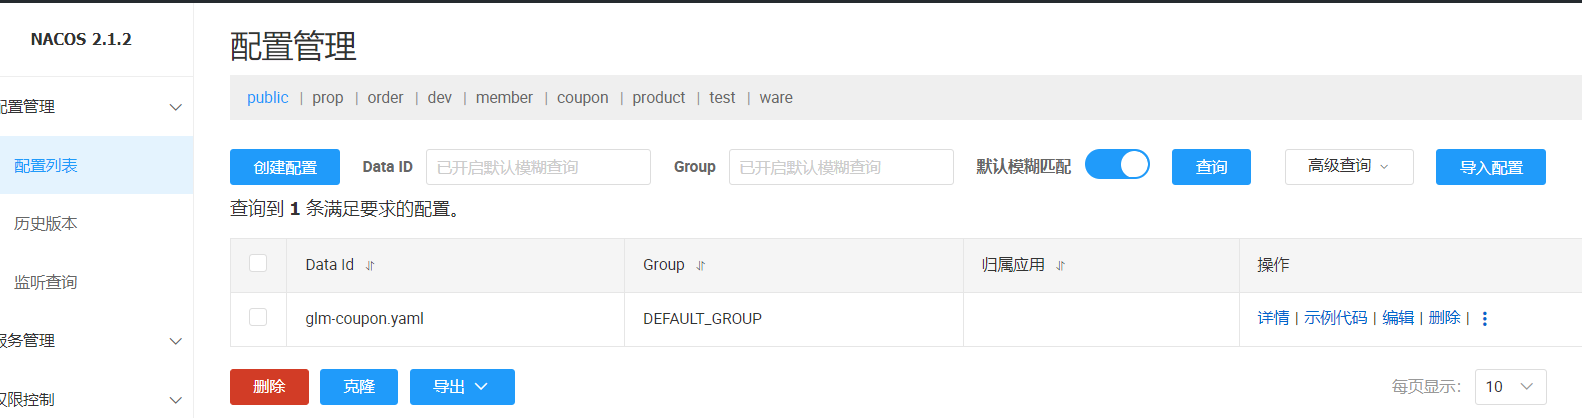 NACOS 2.1.2
配置管理
配置列表
历史版本
监听查询
服务管理
权限控制
配置管理
public | prop | order | dev | member | coupon | product | test | ware
创建配置 Data ID 已开启默认模糊查询 Group 已开启默认模糊查询 默认模糊匹配 查询 高级查询 导入配置
查询到 1 条满足要求的配置。
Data Id Group 归属应用 操作
glm-coupon.yaml DEFAULT_GROUP 详情 | 示例代码 | 编辑 | 删除 |
删除 克隆 导出 每页显示: 10